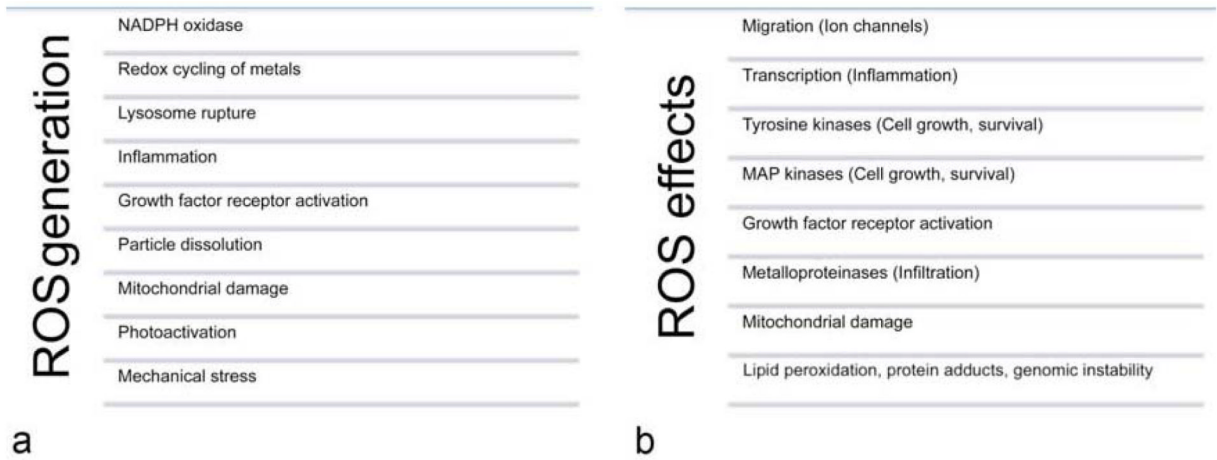 ROS generation
NADPH oxidase
Redox cycling of metals
Lysosome rupture
Inflammation
Growth factor receptor activation
Particle dissolution
Mitochondrial damage
Photoactivation
Mechanical stress
a
ROS effects
Migration (Ion channels)
Transcription (Inflammation)
Tyrosine kinases (Cell growth, survival)
MAP kinases (Cell growth, survival)
Growth factor receptor activation
Metalloproteinases (Infiltration)
Mitochondrial damage
Lipid peroxidation, protein adducts, genomic instability
b